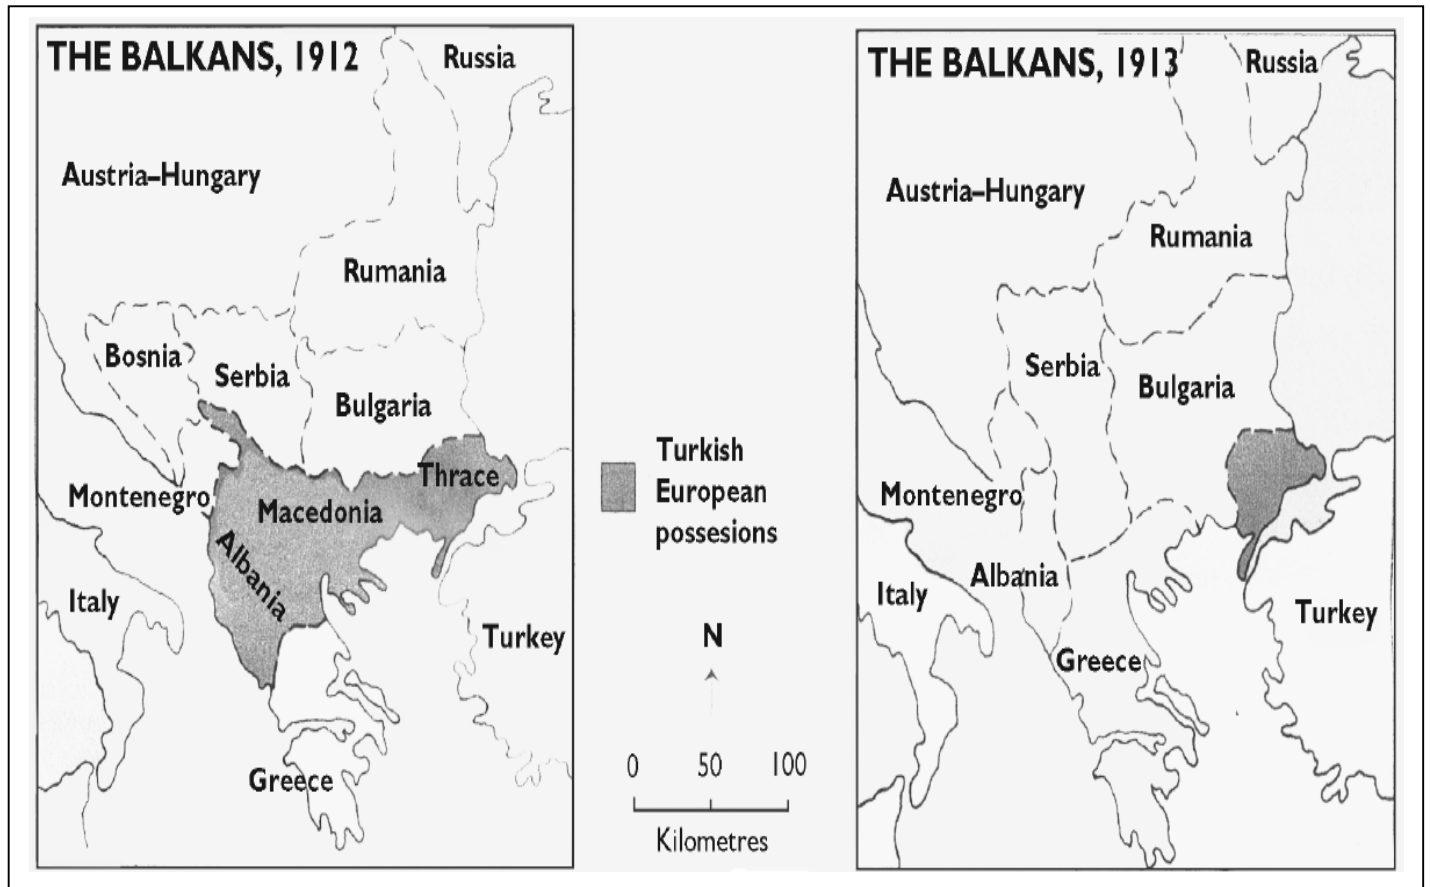 THE BALKANS, 1912
Russia
Austria–Hungary
Rumania
Bosnia
Serbia
Bulgaria
Thrace
Montenegro
Macedonia
Albania
Italy
Turkey
Greece
Turkish
European
possesions
N
0 50 100
Kilometres
THE BALKANS, 1913
Russia
Austria–Hungary
Rumania
Serbia
Bulgaria
Montenegro
Albania
Italy
Turkey
Greece